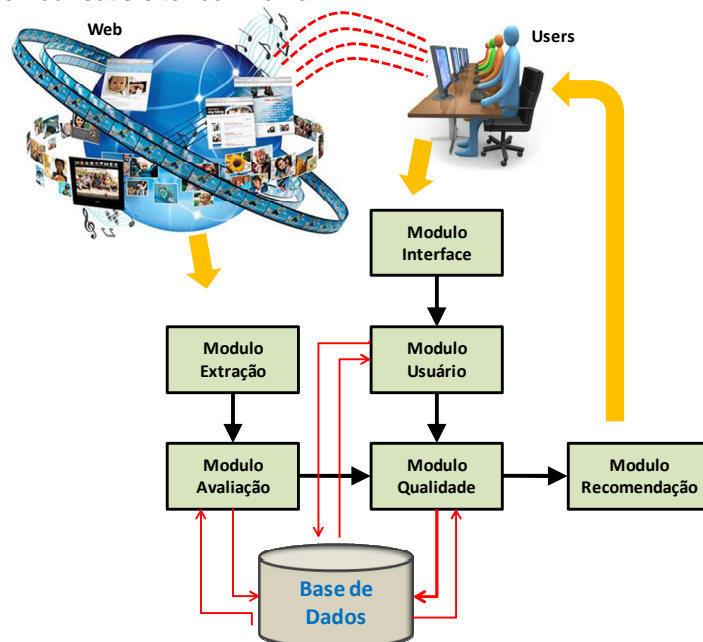 Web
Users
Modulo
Interface
Modulo
Extração
Modulo
Usuário
Modulo
Avaliação
Modulo
Qualidade
Modulo
Recomendação
Base de
Dados